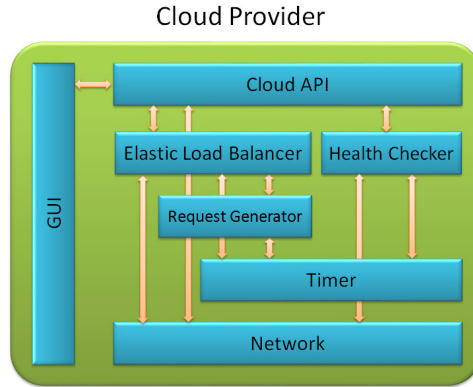 Cloud Provider
GUI
Cloud API
Elastic Load Balancer
Health Checker
Request Generator
Timer
Network